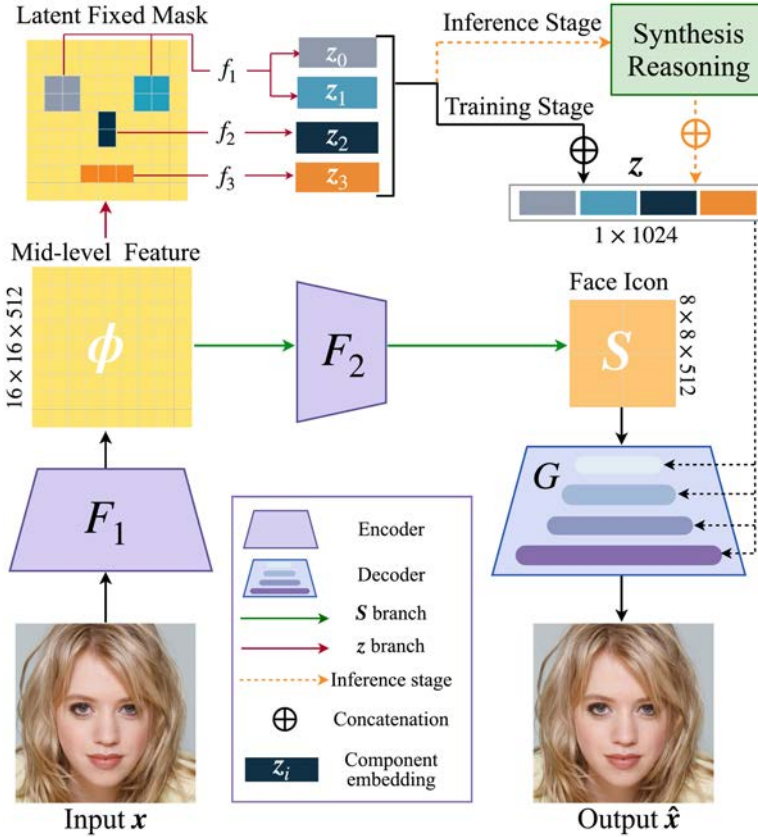 Latent Fixed Mask
f₁
f₂
f₃
z₀
z₁
z₂
z₃
Inference Stage
Training Stage
Synthesis
Reasoning
z
1 × 1024
Mid-level Feature
16×16×512
ϕ
F₂
Face Icon
S
8×8×512
F₁
G
Encoder
Decoder
S branch
z branch
Inference stage
Concatenation
zᵢ
Component
embedding
Input x
Output x̂